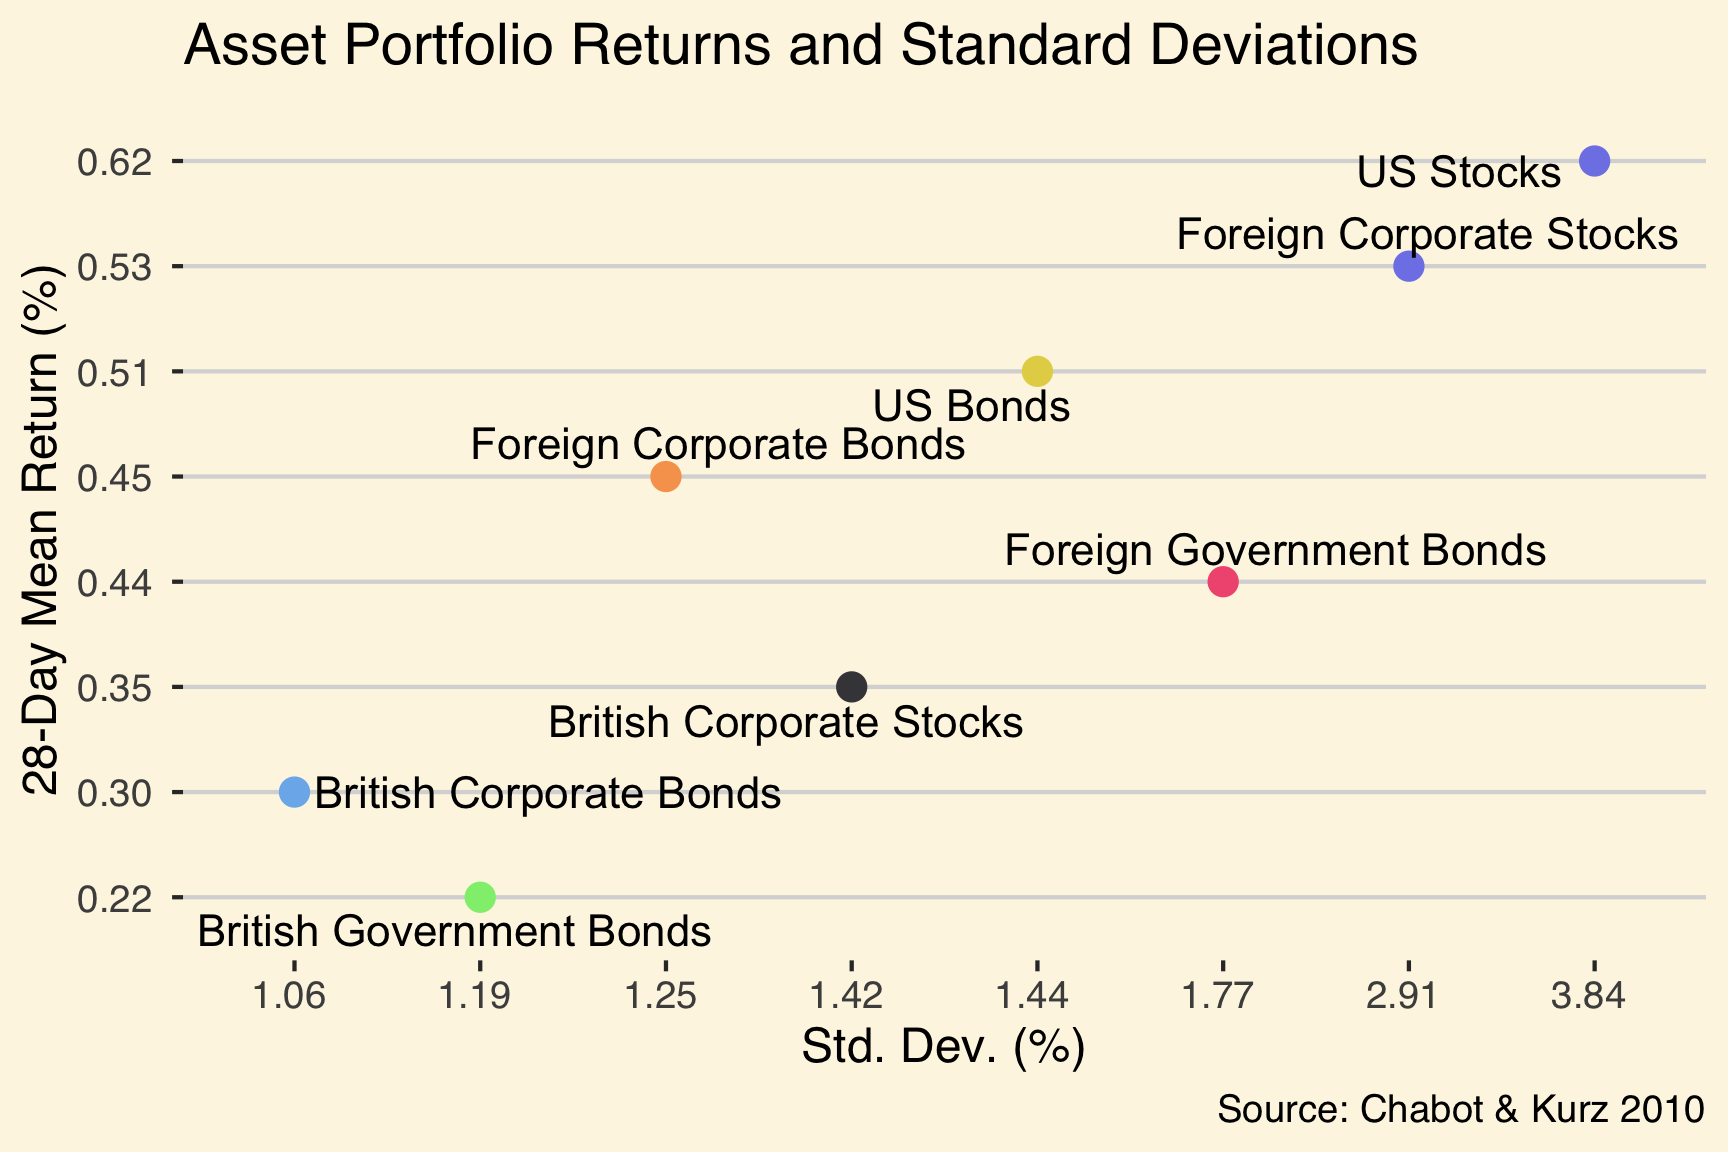 Asset Portfolio Returns and Standard Deviations
28-Day Mean Return (%)
0.62
US Stocks
Foreign Corporate Stocks
0.53
0.51
US Bonds
Foreign Corporate Bonds
0.45
Foreign Government Bonds
0.44
0.35
British Corporate Stocks
0.30
British Corporate Bonds
0.22
British Government Bonds
1.06 1.19 1.25 1.42 1.44 1.77 2.91 3.84
Std. Dev. (%)
Source: Chabot & Kurz 2010